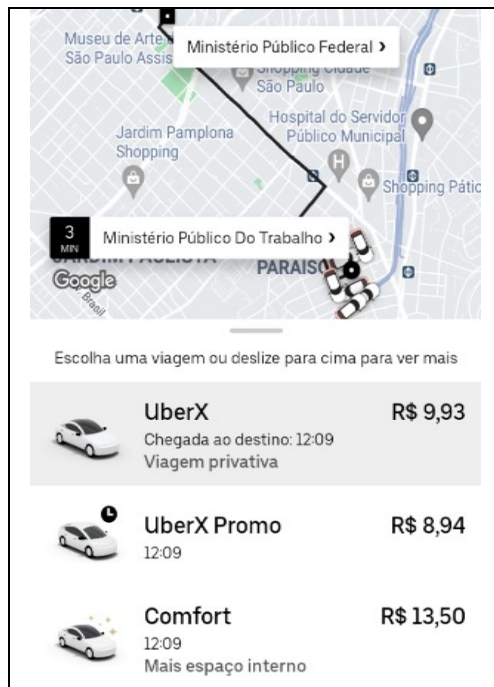 Museu de Arte
São Paulo Assis
Ministério Público Federal ›
Shopping Cidade
São Paulo
Jardim Pamplona
Shopping
Hospital do Servidor
Público Municipal
H
Shopping Pátio
3
MIN
Ministério Público Do Trabalho ›
JARDIM PAULISTA
PARAISO
Google
Brasil
Escolha uma viagem ou deslize para cima para ver mais
UberX
R$ 9,93
Chegada ao destino: 12:09
Viagem privativa
UberX Promo
R$ 8,94
12:09
Comfort
R$ 13,50
12:09
Mais espaço interno